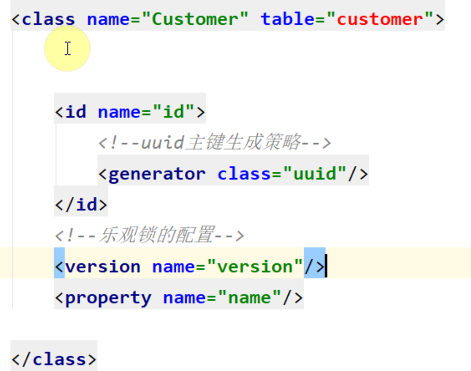 <class name="Customer" table="customer">
<id name="id">
<!--uuid主键生成策略-->
<generator class="uuid"/>
</id>
<!--乐观锁的配置-->
<version name="version"/>
<property name="name"/>
</class>